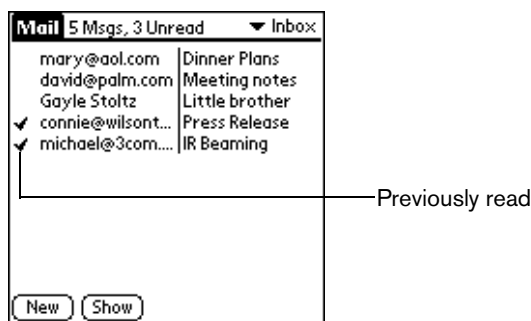 Mail 5 Msgs, 3 Unread Inbox
mary@aol.com Dinner Plans
david@palm.com Meeting notes
Gayle Stoltz Little brother
connie@wilsont... Press Release
michael@3com.... IR Beaming
Previously read
New Show